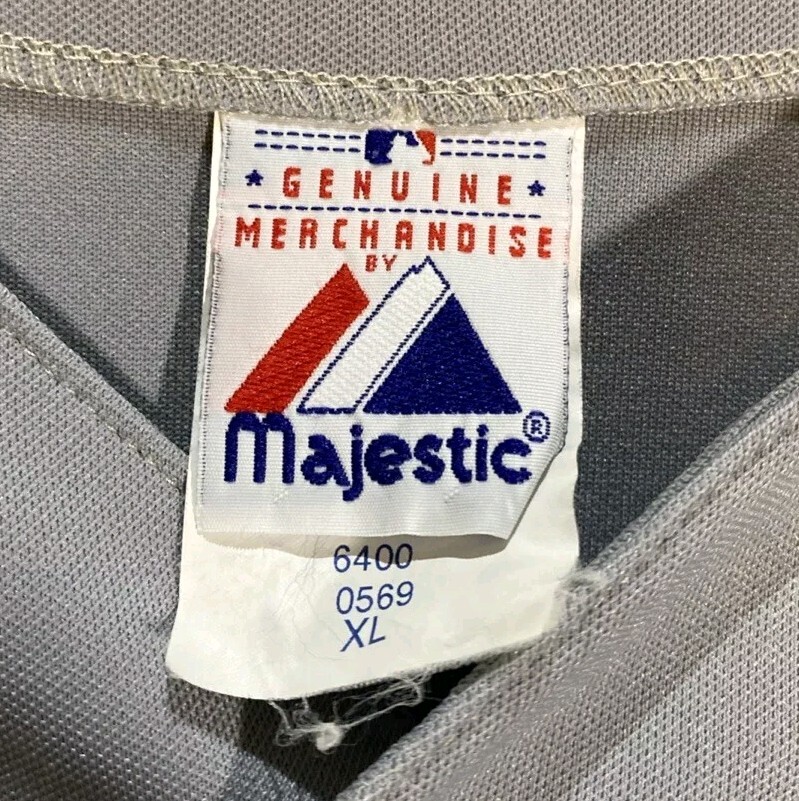 GENUINE
MERCHANDISE
BY
Majestic®
6400
0569
XL